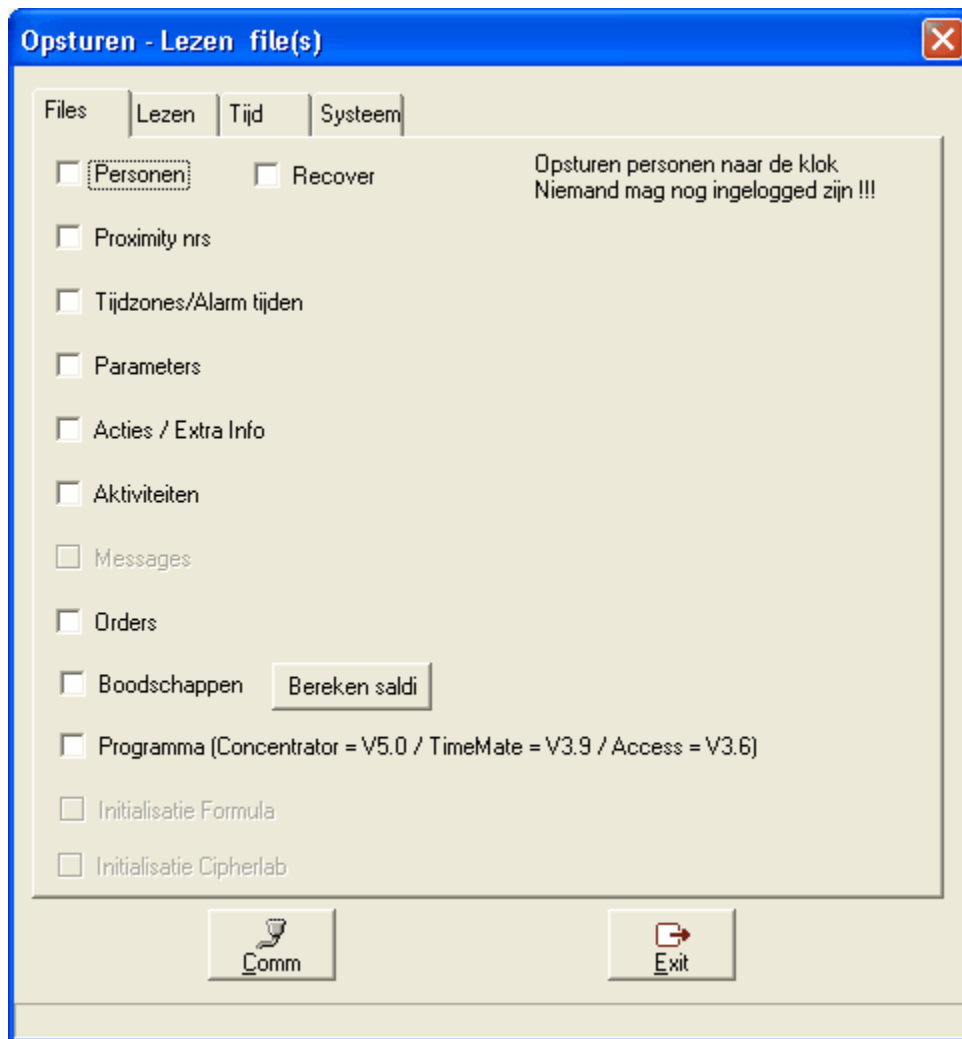 Opsturen - Lezen file(s)
Files Lezen Tijd Systeem
Personen Recover Opsturen personen naar de klok
Niemand mag nog ingelogged zijn !!!
Proximity nrs
Tijdzones/Alarm tijden
Parameters
Acties / Extra Info
Aktiviteiten
Messages
Orders
Boodschappen Bereken saldi
Programma (Concentrator = V5.0 / TimeMate = V3.9 / Access = V3.6)
Initialisatie Formula
Initialisatie Cipherlab
Comm Exit